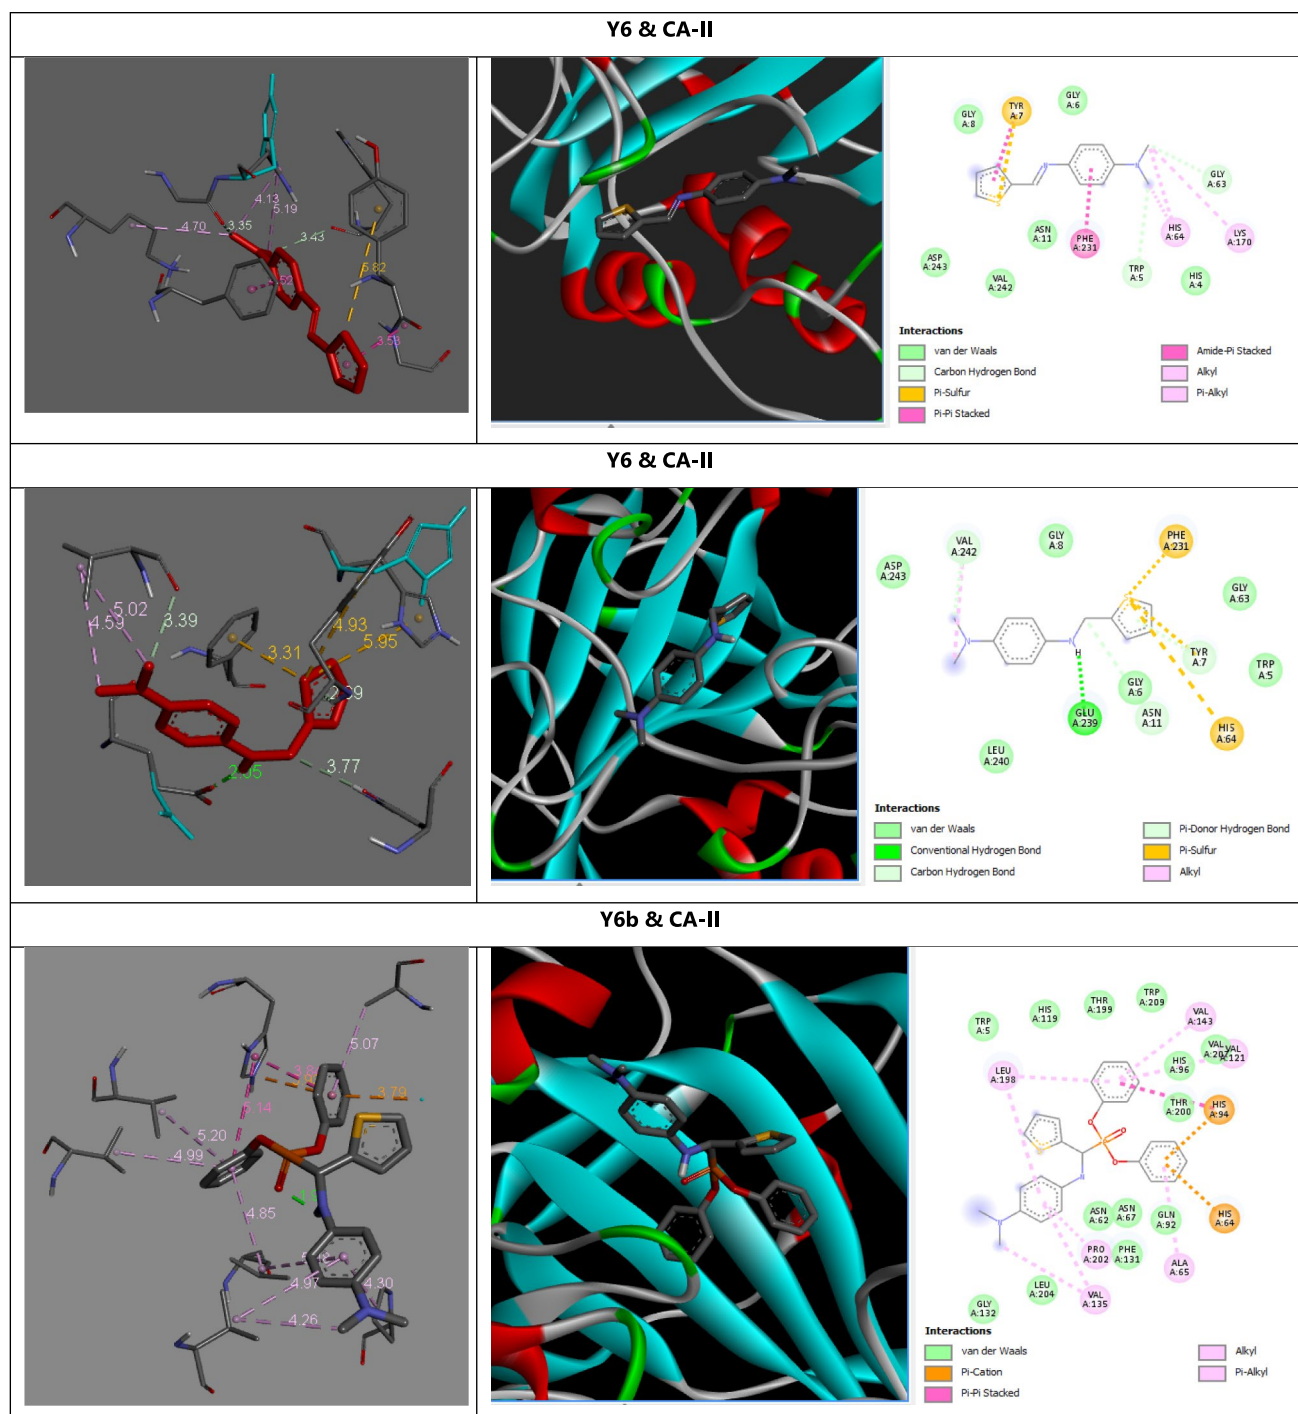 Y6 & CA-II
4.13
5.19
4.70
3.35
3.43
5.82
3.53
GLY A:8
TYR A:7
GLY A:6
GLY A:63
ASN A:11
PHE A:231
HIS A:64
LYS A:170
ASP A:243
VAL A:242
TRP A:5
HIS A:4
Interactions
van der Waals
Carbon Hydrogen Bond
Pi-Sulfur
Pi-Pi Stacked
Amide-Pi Stacked
Alkyl
Pi-Alkyl
Y6 & CA-II
5.02
4.59
3.39
3.31
4.93
5.95
3.77
ASP A:243
VAL A:242
GLY A:8
PHE A:231
GLY A:63
TYR A:7
TRP A:5
GLY A:6
GLU A:239
ASN A:11
HIS A:64
LEU A:240
Interactions
van der Waals
Conventional Hydrogen Bond
Carbon Hydrogen Bond
Pi-Donor Hydrogen Bond
Pi-Sulfur
Alkyl
Y6b & CA-II
5.07
3.79
5.20
4.99
4.85
4.97
4.30
4.26
TRP A:5
HIS A:119
THR A:199
TRP A:209
VAL A:143
LEU A:198
HIS A:96
VAL A:207
VAL A:121
THR A:200
HIS A:94
ASN A:62
ASN A:67
GLN A:92
HIS A:64
PRO A:202
PHE A:131
ALA A:65
LEU A:204
VAL A:135
GLY A:132
Interactions
van der Waals
Pi-Cation
Pi-Pi Stacked
Alkyl
Pi-Alkyl